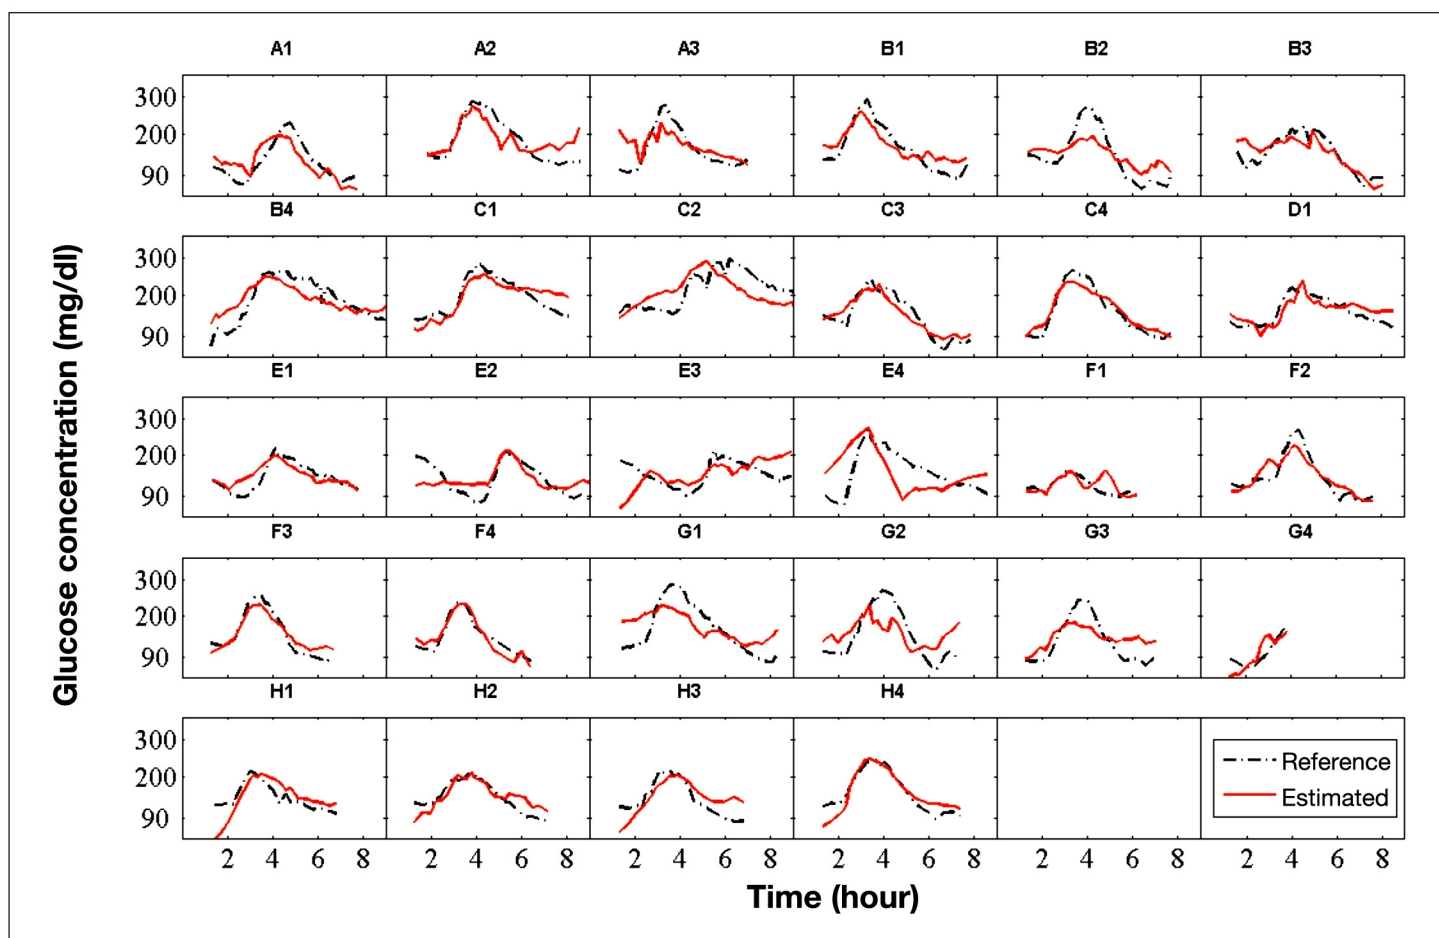 A1 A2 A3 B1 B2 B3
300
200
90
B4 C1 C2 C3 C4 D1
300
200
90
E1 E2 E3 E4 F1 F2
300
200
90
F3 F4 G1 G2 G3 G4
300
200
90
H1 H2 H3 H4
300
200
90
Reference
Estimated
2 4 6 8 2 4 6 8 2 4 6 8 2 4 6 8 2 4 6 8 2 4 6 8
Time (hour)
Glucose concentration (mg/dl)